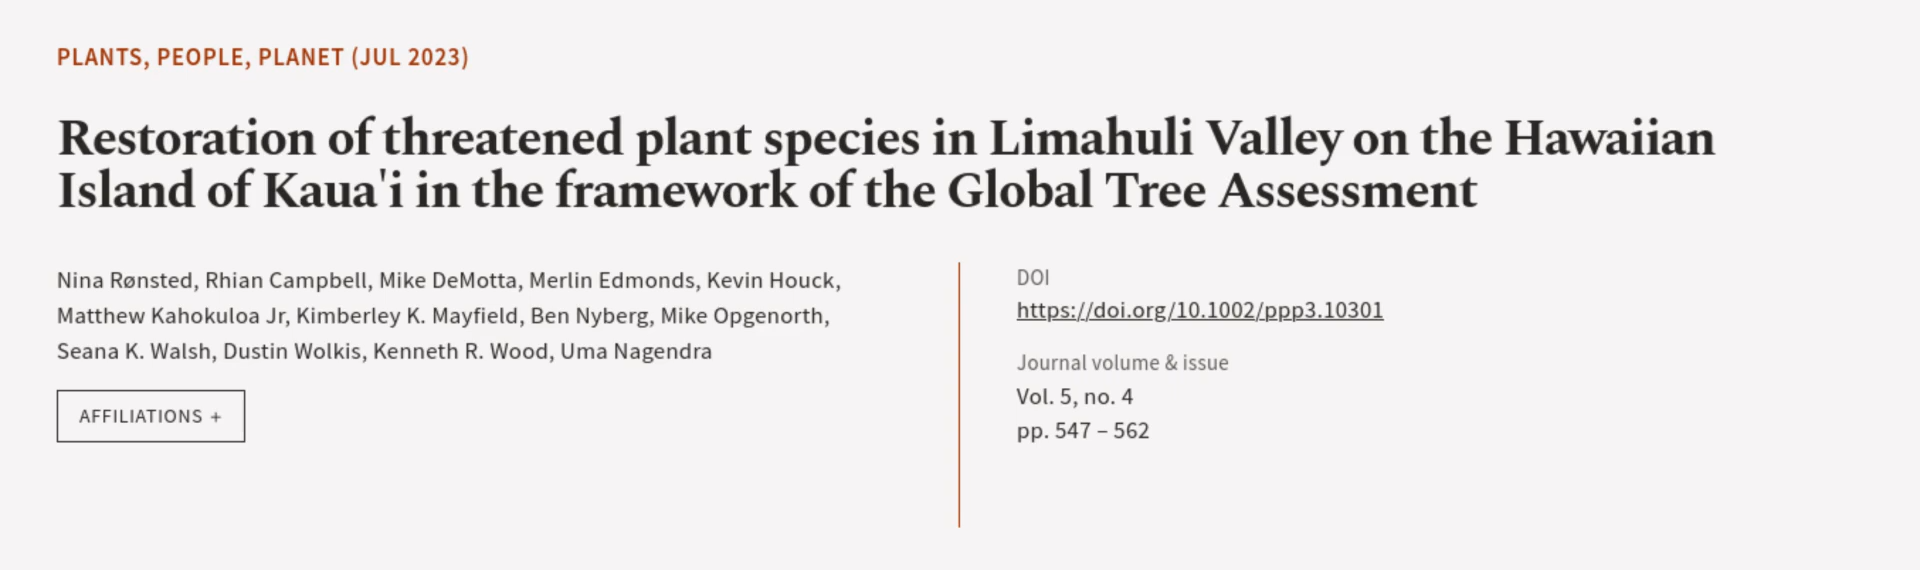 PLANTS, PEOPLE, PLANET (JUL 2023)
Restoration of threatened plant species in Limahuli Valley on the Hawaiian
Island of Kaua'i in the framework of the Global Tree Assessment
Nina Rønsted, Rhian Campbell, Mike DeMotta, Merlin Edmonds, Kevin Houck,
Matthew Kahokuloa Jr, Kimberley K. Mayfield, Ben Nyberg, Mike Opgenorth,
Seana K. Walsh, Dustin Wolkis, Kenneth R. Wood, Uma Nagendra
AFFILIATIONS +
DOI
https://doi.org/10.1002/ppp3.10301
Journal volume & issue
Vol. 5, no. 4
pp. 547 – 562